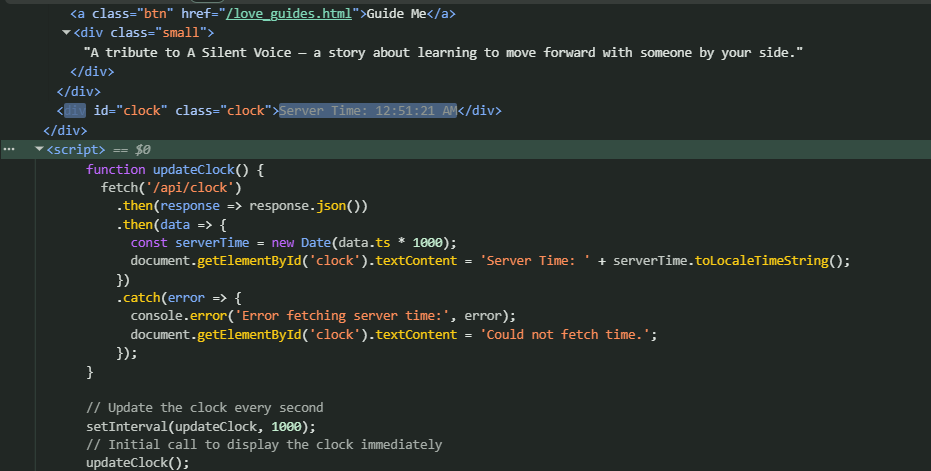 <a class="btn" href="/love_guides.html">Guide Me</a>
▼<div class="small">
"A tribute to A Silent Voice — a story about learning to move forward with someone by your side."
</div>
</div>
<div id="clock" class="clock">Server Time: 12:51:21 AM</div>
</div>
••• ▼<script> == $0
function updateClock() {
fetch('/api/clock')
.then(response => response.json())
.then(data => {
const serverTime = new Date(data.ts * 1000);
document.getElementById('clock').textContent = 'Server Time: ' + serverTime.toLocaleTimeString();
})
.catch(error => {
console.error('Error fetching server time:', error);
document.getElementById('clock').textContent = 'Could not fetch time.';
});
}
// Update the clock every second
setInterval(updateClock, 1000);
// Initial call to display the clock immediately
updateClock();